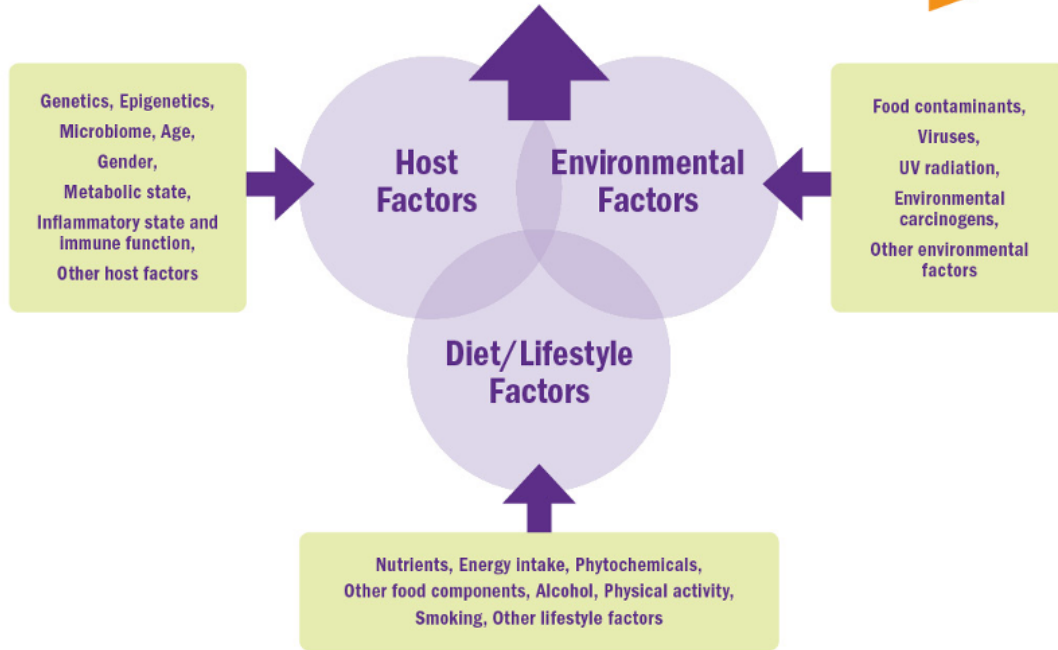 Genetics, Epigenetics,
Microbiome, Age,
Gender,
Metabolic state,
Inflammatory state and
immune function,
Other host factors
Host
Factors
Environmental
Factors
Food contaminants,
Viruses,
UV radiation,
Environmental
carcinogens,
Other environmental
factors
Diet/Lifestyle
Factors
Nutrients, Energy intake, Phytochemicals,
Other food components, Alcohol, Physical activity,
Smoking, Other lifestyle factors